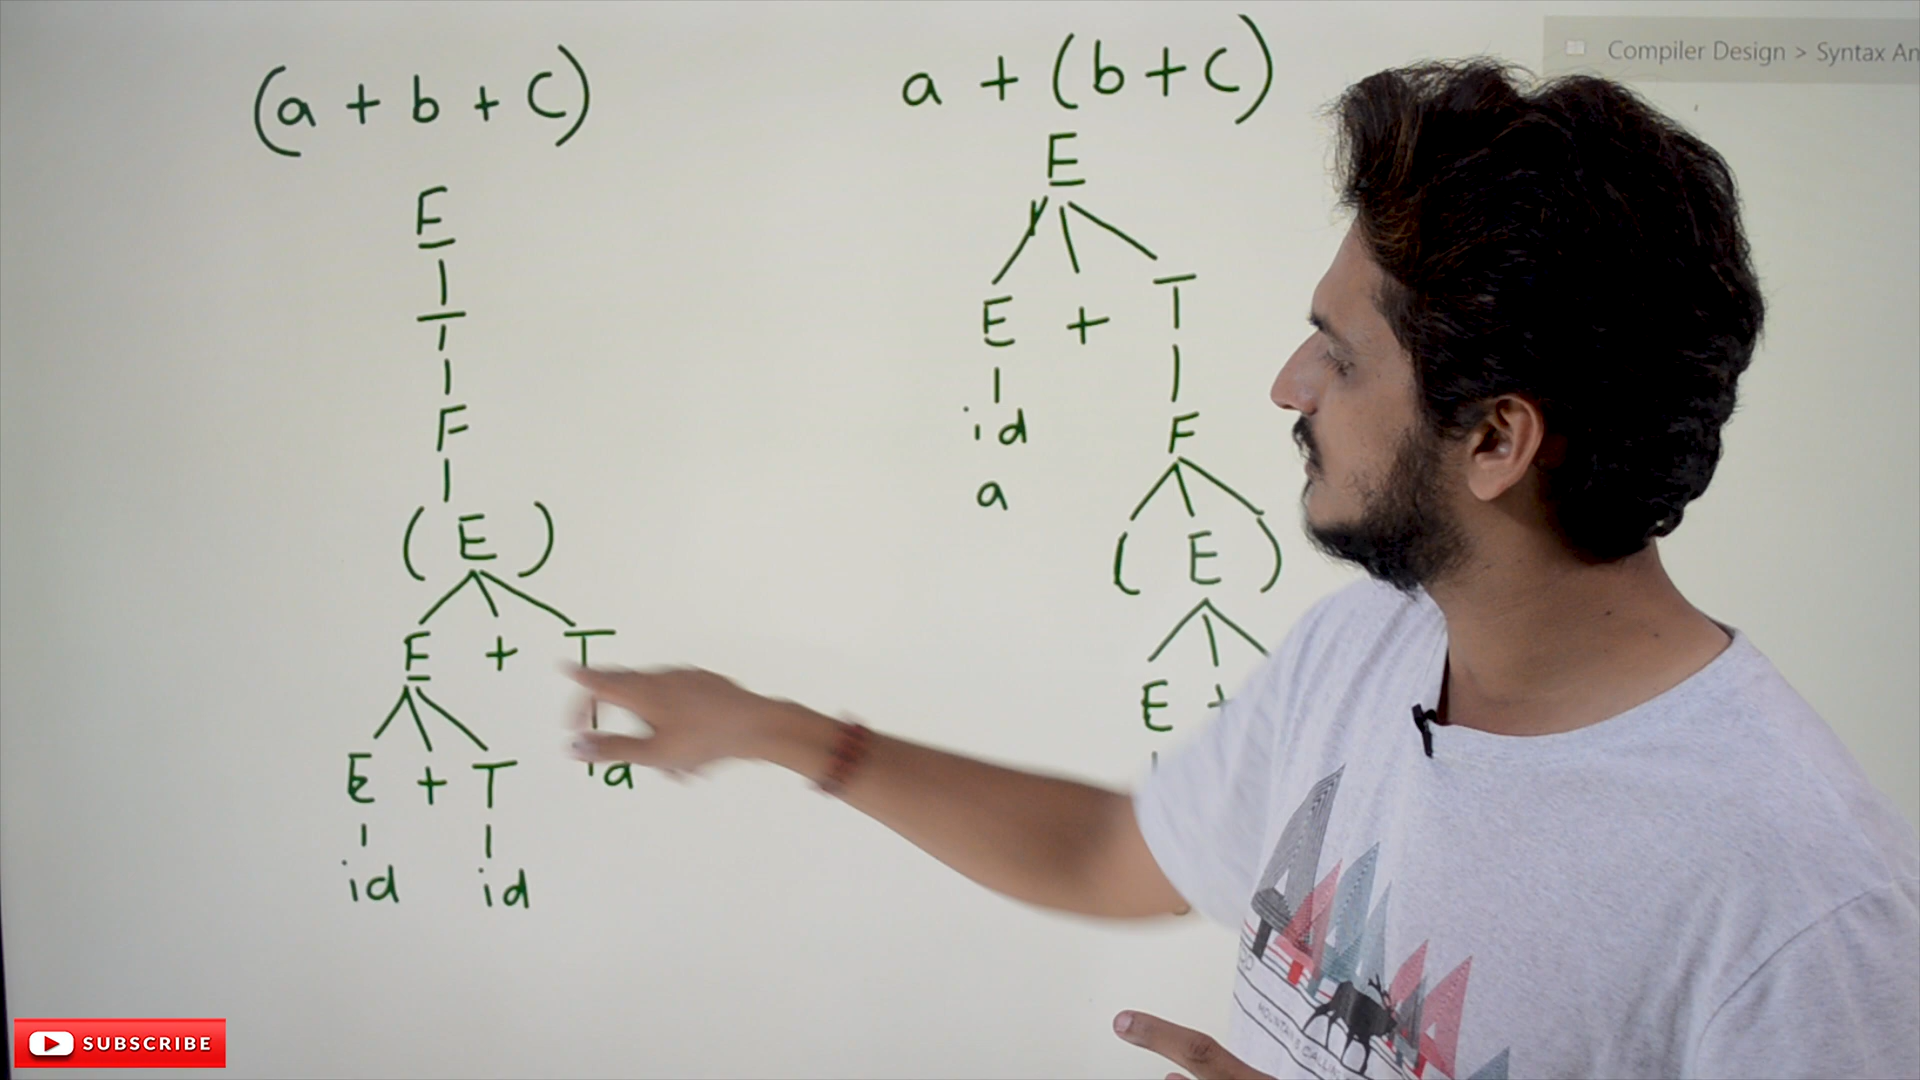 Compiler Design > Syntax An
(a + b + c)
E
T
F
( E )
E + T
E + T id
id id
a + (b + c)
E
E + T
id F
a
( E )
E +
SUBSCRIBE